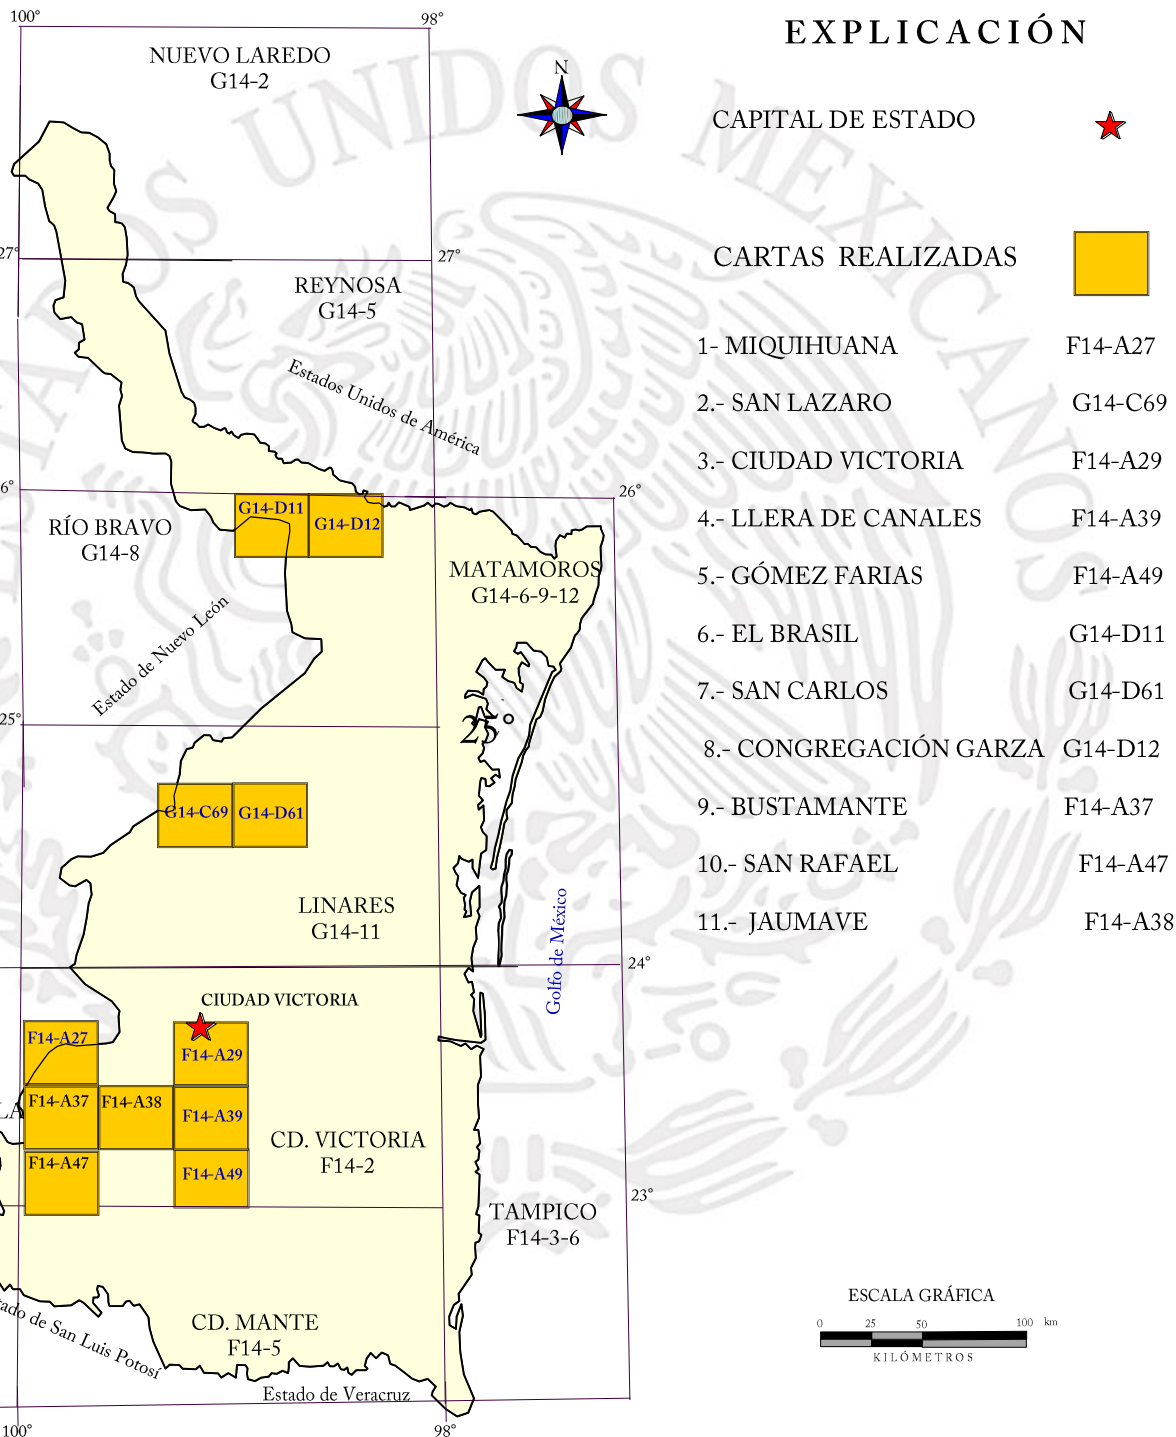 100°
98°
NUEVO LAREDO
G14-2
N
27°
27°
REYNOSA
G14-5
Estados Unidos de América
6°
26°
G14-D11
G14-D12
RÍO BRAVO
G14-8
MATAMOROS
G14-6-9-12
Estado de Nuevo León
25°
25°
G14-C69
G14-D61
LINARES
G14-11
Golfo de México
24°
CIUDAD VICTORIA
F14-A27
F14-A29
F14-A37
F14-A38
F14-A39
LA
CD. VICTORIA
F14-2
F14-A47
F14-A49
23°
TAMPICO
F14-3-6
tado de San Luis Potosí
CD. MANTE
F14-5
Estado de Veracruz
100°
98°
EXPLICACIÓN
CAPITAL DE ESTADO
CARTAS REALIZADAS
1- MIQUIHUANA F14-A27
2.- SAN LAZARO G14-C69
3.- CIUDAD VICTORIA F14-A29
4.- LLERA DE CANALES F14-A39
5.- GÓMEZ FARIAS F14-A49
6.- EL BRASIL G14-D11
7.- SAN CARLOS G14-D61
8.- CONGREGACIÓN GARZA G14-D12
9.- BUSTAMANTE F14-A37
10.- SAN RAFAEL F14-A47
11.- JAUMAVE F14-A38
ESCALA GRÁFICA
0 25 50 100 km
KILÓMETROS
UNIDOS MEXICANOS